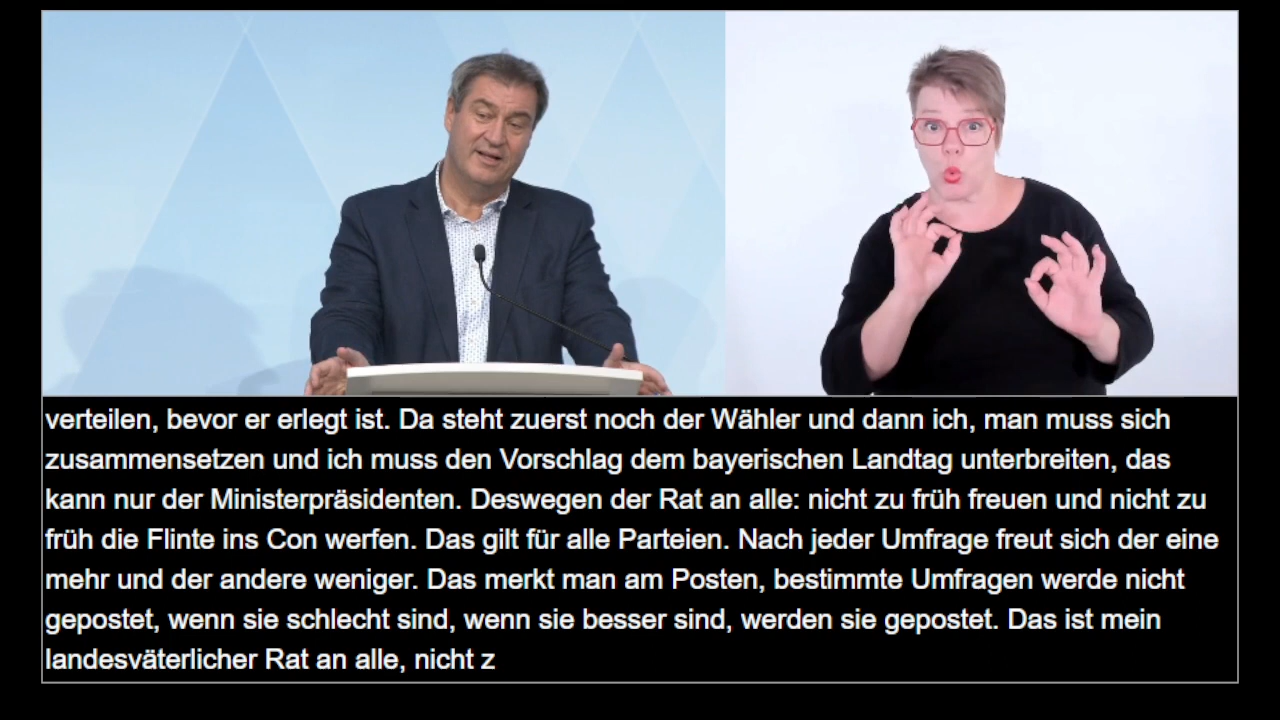 verteilen, bevor er erlegt ist. Da steht zuerst noch der Wähler und dann ich, man muss sich
zusammensetzen und ich muss den Vorschlag dem bayerischen Landtag unterbreiten, das
kann nur der Ministerpräsidenten. Deswegen der Rat an alle: nicht zu früh freuen und nicht zu
früh die Flinte ins Con werfen. Das gilt für alle Parteien. Nach jeder Umfrage freut sich der eine
mehr und der andere weniger. Das merkt man am Posten, bestimmte Umfragen werde nicht
gepostet, wenn sie schlecht sind, wenn sie besser sind, werden sie gepostet. Das ist mein
landesväterlicher Rat an alle, nicht z